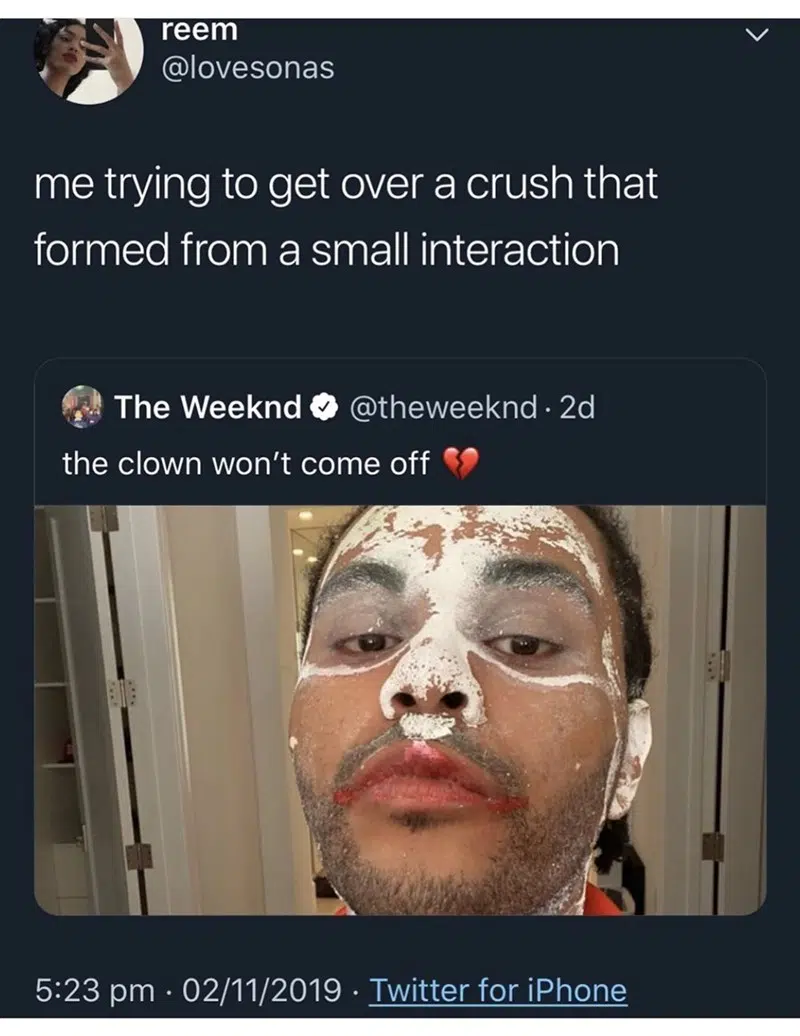 reem
@lovesonas
me trying to get over a crush that
formed from a small interaction
The Weeknd @theweeknd · 2d
the clown won't come off 💔
5:23 pm · 02/11/2019 · Twitter for iPhone